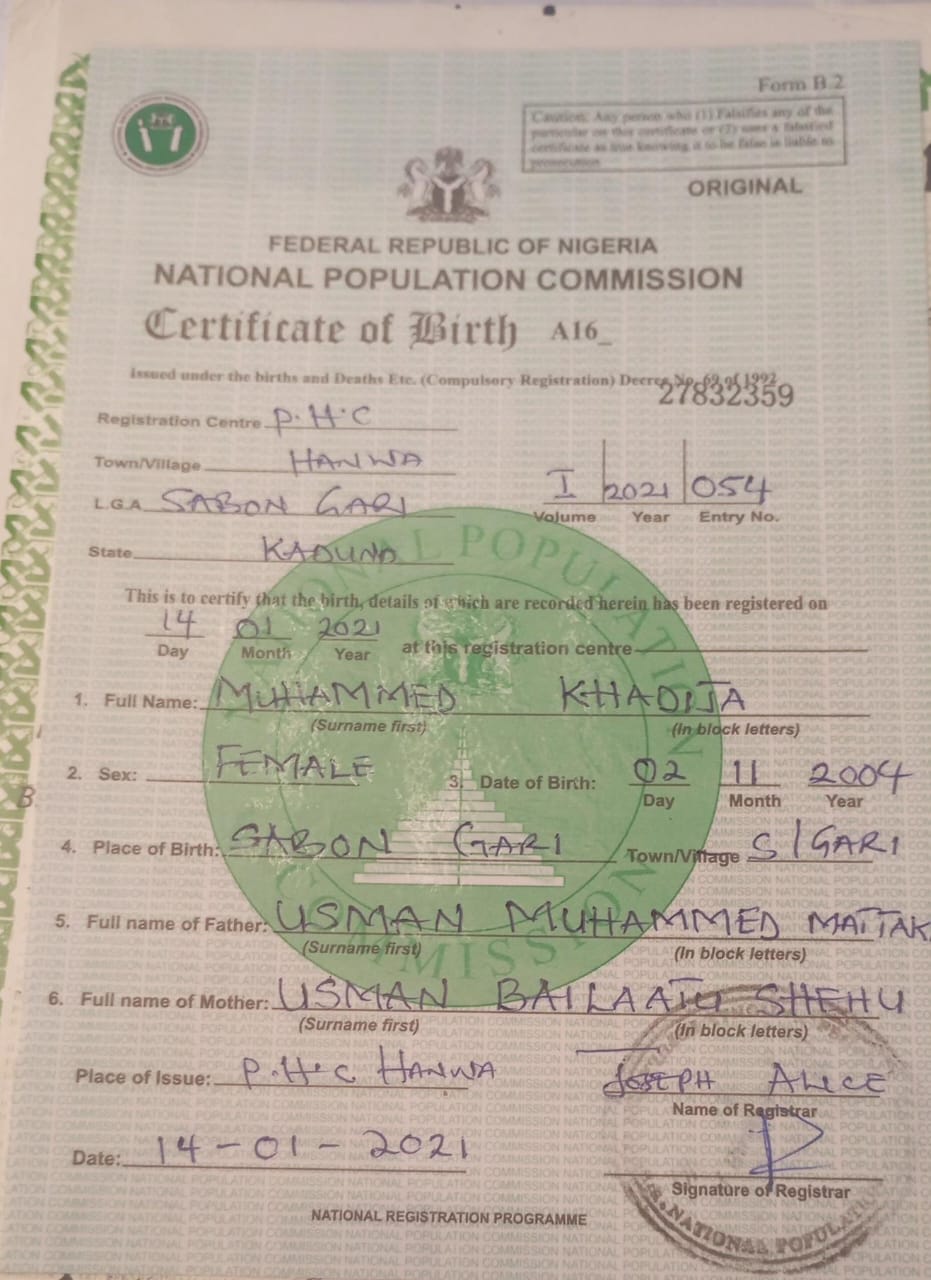 Form B.2
Caution: Any person who (1) Falsifies any of the
particular on this certificate or (2) uses a falsified
certificate as true knowing it to be false is liable to
prosecution
ORIGINAL
FEDERAL REPUBLIC OF NIGERIA
NATIONAL POPULATION COMMISSION
Certificate of Birth A16_
Issued under the births and Deaths Etc. (Compulsory Registration) Decree No. 69 of 1992
27832359
Registration Centre P.H.C
Town/Village HANWA
L.G.A SABON GARI
I 2021 054
Volume Year Entry No.
State KADUNA
This is to certify that the birth, details of which are recorded herein has been registered on
14 01 2021
Day Month Year at this registration centre
1. Full Name: MUHAMMED KHADIJA
(Surname first) (In block letters)
2. Sex: FEMALE 3. Date of Birth: 02 11 2004
Day Month Year
4. Place of Birth: SABON GARI Town/Village S/GARI
5. Full name of Father: USMAN MUHAMMED MATTAK
(Surname first) (In block letters)
6. Full name of Mother: USMAN BAILAATU SHEHU
(Surname first) (In block letters)
Place of Issue: P.H.C HANWA JOSEPH ALICE
Name of Registrar
Date: 14-01-2021
Signature of Registrar
NATIONAL REGISTRATION PROGRAMME
NATIONAL POPULATION COMMISSION
NATIONAL POPULATI